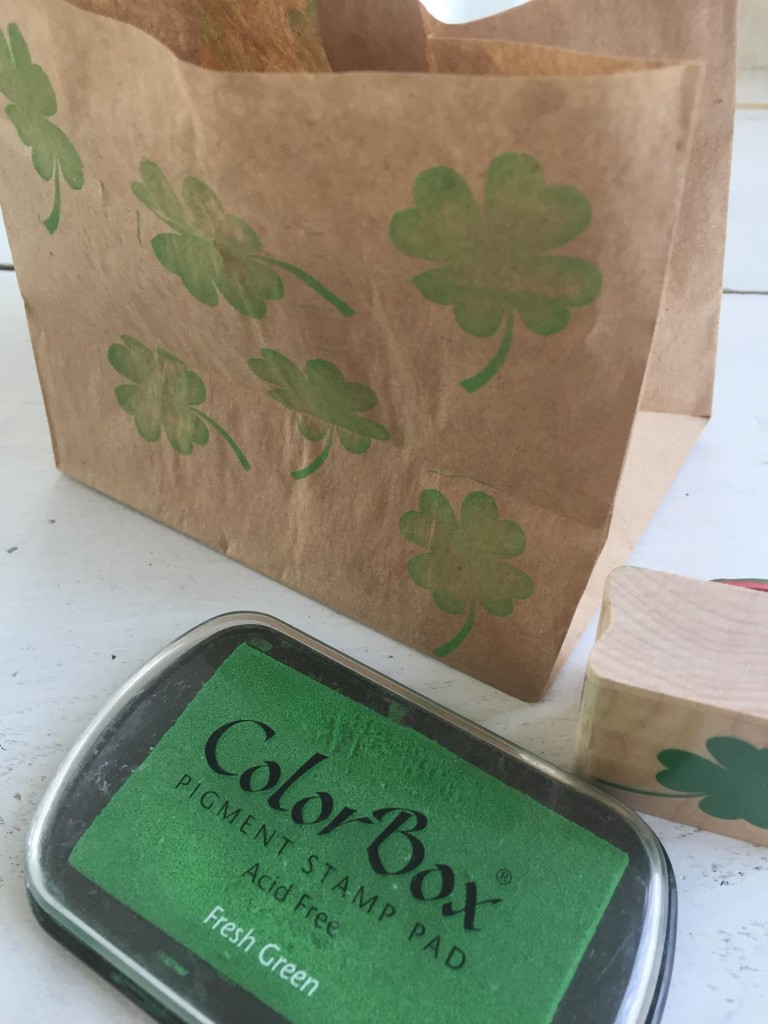 ColorBox®
PIGMENT STAMP PAD
Acid Free
Fresh Green